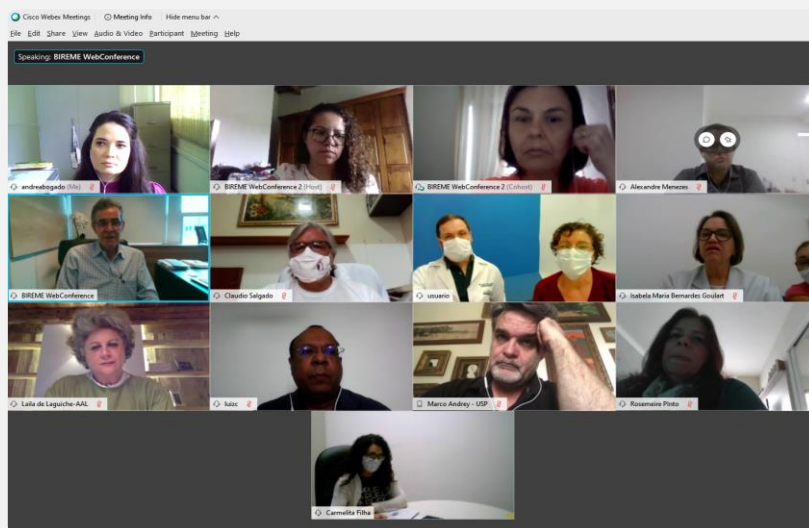 Cisco Webex Meetings
Meeting Info
Hide menu bar
File Edit Share View Audio & Video Participant Meeting Help
Speaking: BIREME WebConference
andreabogado (Me)
BIREME WebConference 2 (Host)
BIREME WebConference 2 (Cohost)
Alexandre Menezes
BIREME WebConference
Claudio Salgado
usuario
Isabela Maria Bernardes Goulart
Laila de Laguiche-AAL
luizc
Marco Andrey - USP
Rosemeire Pinto
Carmelita Filha